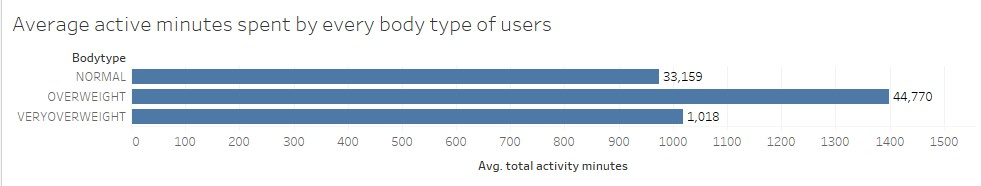 Average active minutes spent by every body type of users
Bodytype
NORMAL 33,159
OVERWEIGHT 44,770
VERYOVERWEIGHT 1,018
0 100 200 300 400 500 600 700 800 900 1000 1100 1200 1300 1400 1500
Avg. total activity minutes